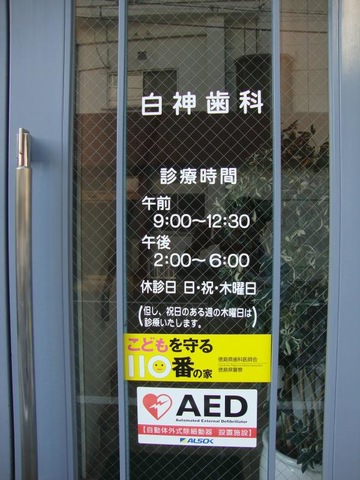 白神歯科
診療時間
午前
9:00〜12:30
午後
2:00〜6:00
休診日 日・祝・木曜日
(但し、祝日のある週の木曜日は
診療いたします。)
こどもを守る
110番の家
徳島県歯科医師会
徳島県警察
AED
Automated External Defibrillator
【自動体外式除細動器 設置施設】
ALSOK